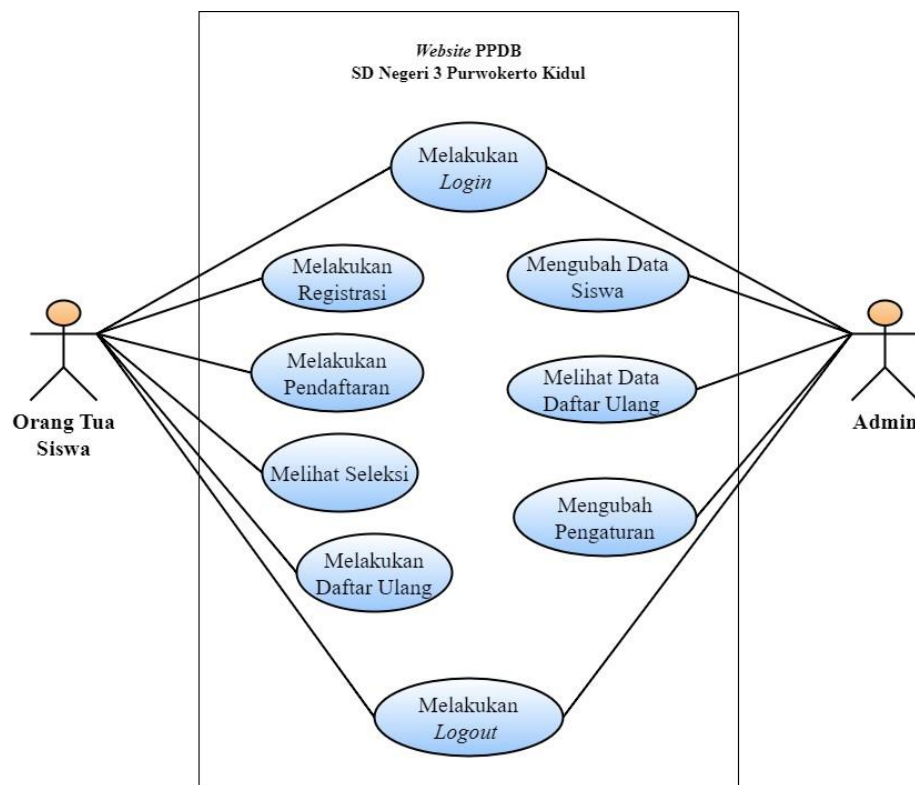 Website PPDB
SD Negeri 3 Purwokerto Kidul
Melakukan
Login
Melakukan
Registrasi
Mengubah Data
Siswa
Melakukan
Pendaftaran
Melihat Data
Daftar Ulang
Orang Tua
Siswa
Admin
Melihat Seleksi
Mengubah
Pengaturan
Melakukan
Daftar Ulang
Melakukan
Logout